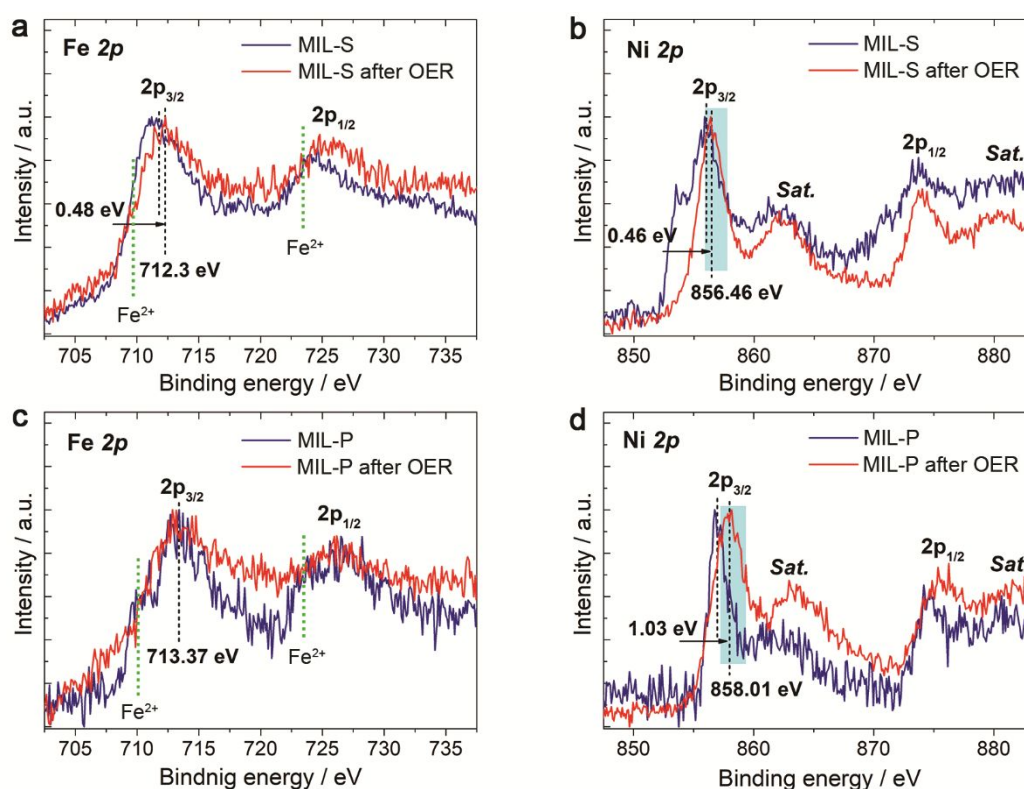 a
Fe 2p
MIL-S
MIL-S after OER
2p3/2
2p1/2
0.48 eV
712.3 eV
Fe2+
Fe2+
Intensity / a.u.
705 710 715 720 725 730 735
Binding energy / eV
b
Ni 2p
MIL-S
MIL-S after OER
2p3/2
Sat.
2p1/2
Sat.
0.46 eV
856.46 eV
Intensity / a.u.
850 860 870 880
Binding energy / eV
c
Fe 2p
MIL-P
MIL-P after OER
2p3/2
2p1/2
713.37 eV
Fe2+
Fe2+
Intensity / a.u.
705 710 715 720 725 730 735
Bindnig energy / eV
d
Ni 2p
MIL-P
MIL-P after OER
2p3/2
Sat.
2p1/2
Sat.
1.03 eV
858.01 eV
Intensity / a.u.
850 860 870 880
Binding energy / eV